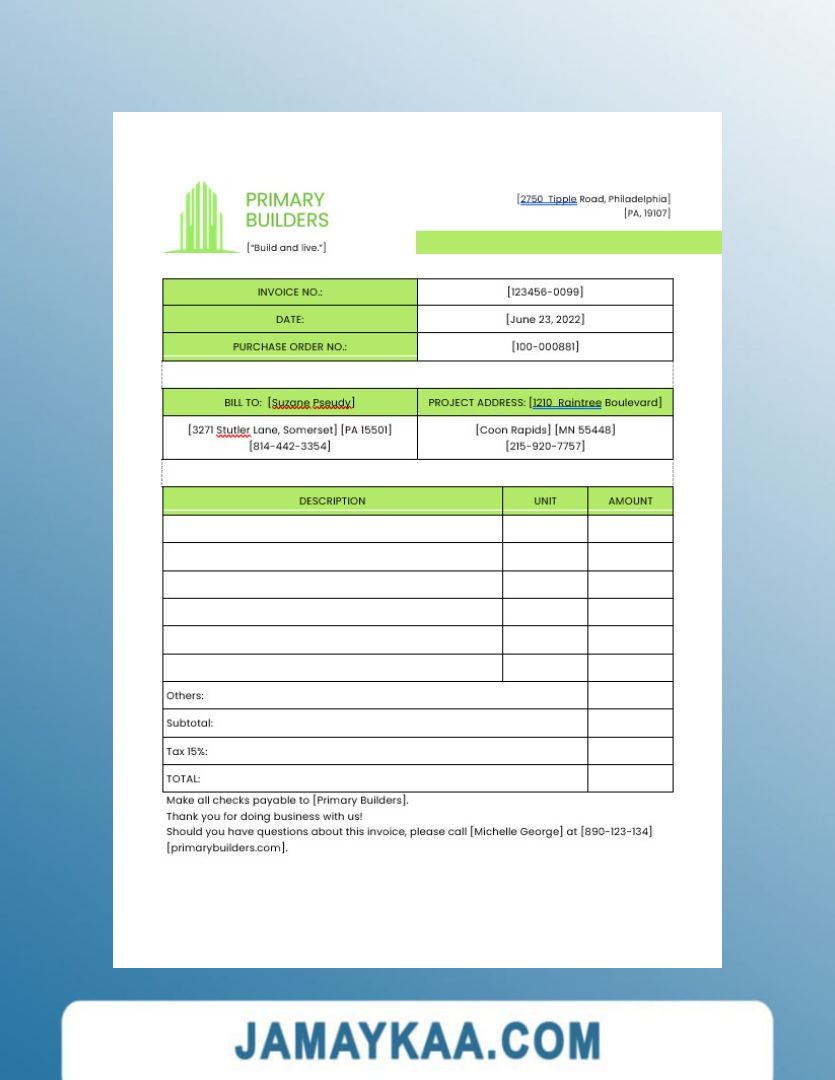 PRIMARY
BUILDERS
["Build and live."]
[2750  Tipple Road, Philadelphia]
[PA, 19107]
INVOICE NO.: [123456-0099]
DATE: [June 23, 2022]
PURCHASE ORDER NO.: [100-000881]
BILL TO:  [Suzane Pseudy] PROJECT ADDRESS: [1210  Raintree Boulevard]
[3271 Stutler Lane, Somerset] [PA 15501] [Coon Rapids] [MN 55448]
[814-442-3354] [215-920-7757]
DESCRIPTION UNIT AMOUNT
Others:
Subtotal:
Tax 15%:
TOTAL:
Make all checks payable to [Primary Builders].
Thank you for doing business with us!
Should you have questions about this invoice, please call [Michelle George] at [890-123-134]
[primarybuilders.com].
JAMAYKAA.COM